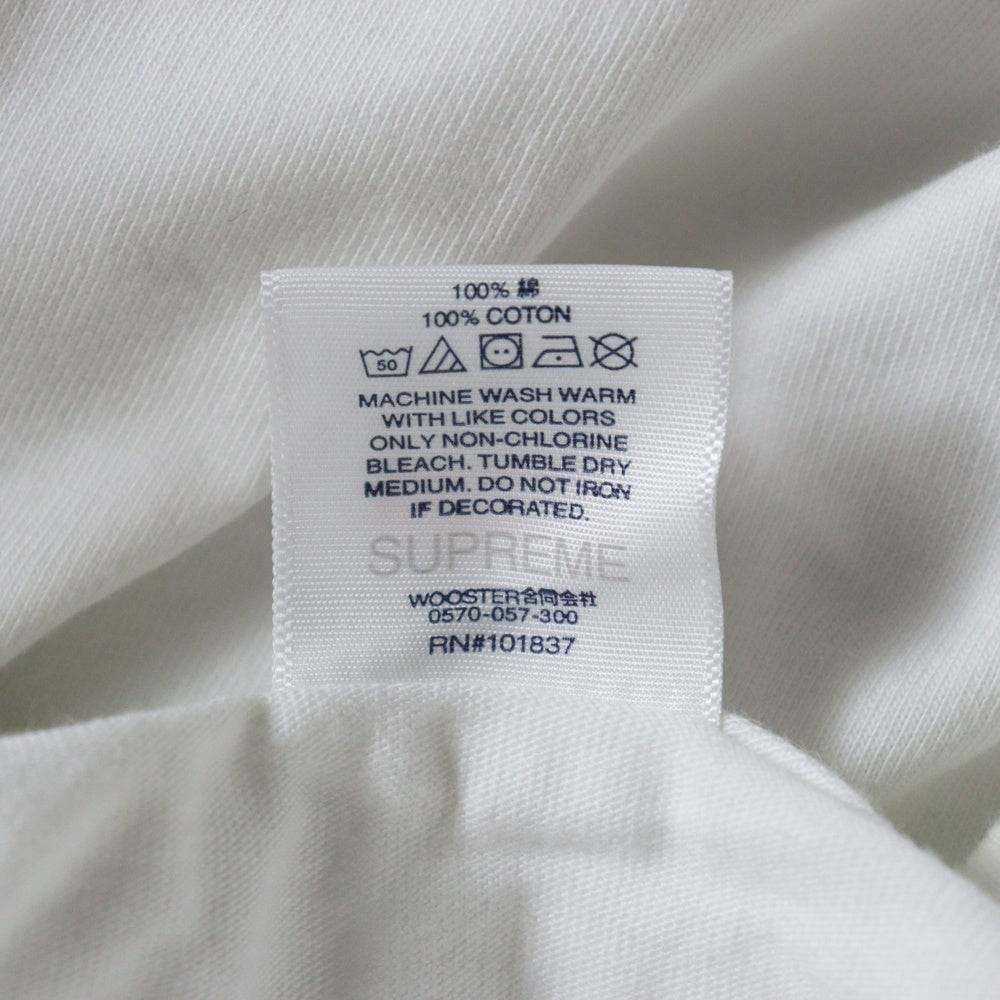 100% 綿
100% COTON
50
MACHINE WASH WARM
WITH LIKE COLORS
ONLY NON-CHLORINE
BLEACH. TUMBLE DRY
MEDIUM. DO NOT IRON
IF DECORATED.
SUPREME
WOOSTER合同会社
0570-057-300
RN#101837